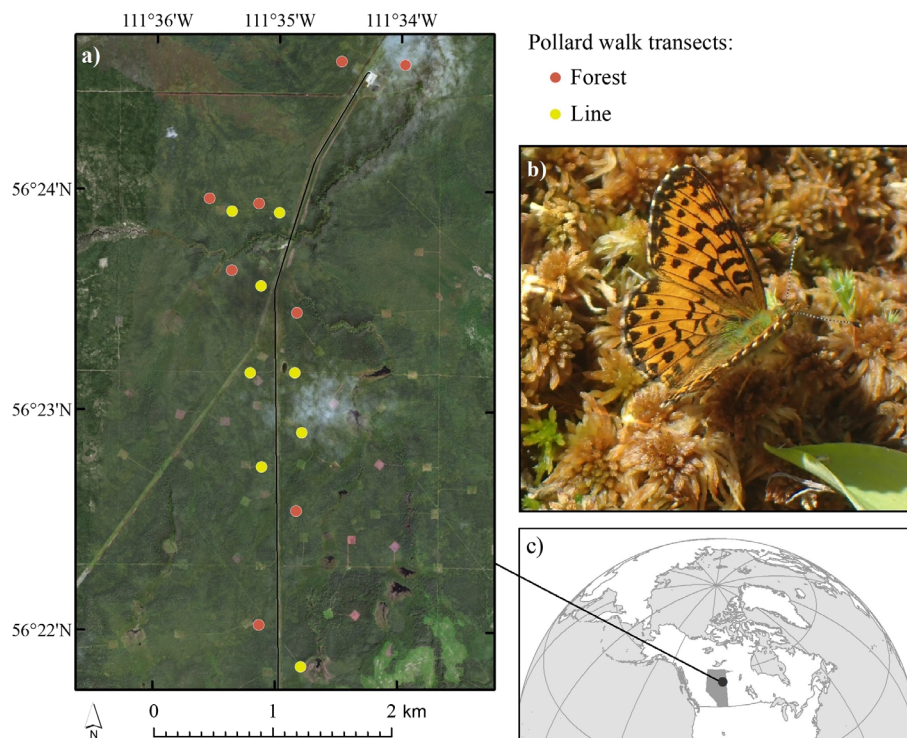 111°36'W 111°35'W 111°34'W
a)
56°24'N
56°23'N
56°22'N
N
0 1 2 km
Pollard walk transects:
Forest
Line
b)
c)